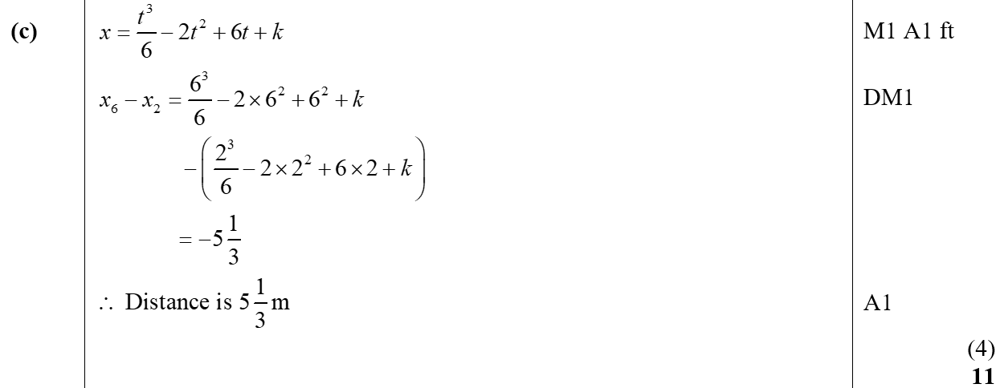 (c) x = t³/6 − 2t² + 6t + k M1 A1 ft
x₆ − x₂ = 6³/6 − 2 × 6² + 6² + k DM1
−(2³/6 − 2 × 2² + 6 × 2 + k)
= −5 1/3
∴ Distance is 5 1/3 m A1
(4)
11